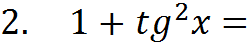 2. 1 + tg²x =